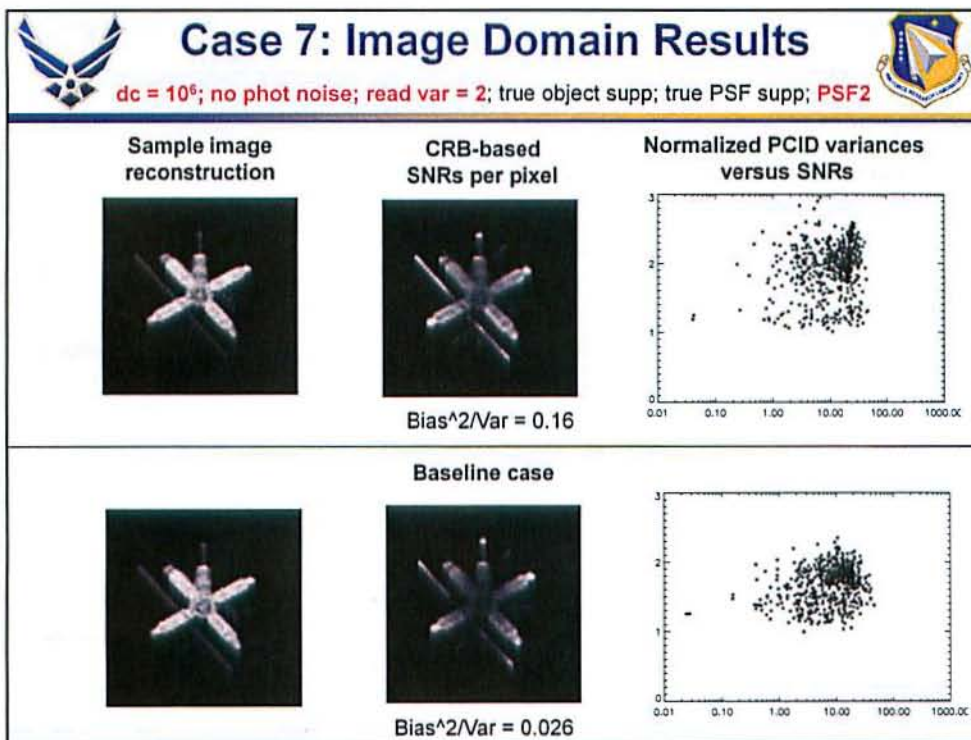 Case 7: Image Domain Results
dc = 10⁶; no phot noise; read var = 2; true object supp; true PSF supp; PSF2
Sample image
reconstruction
CRB-based
SNRs per pixel
Normalized PCID variances
versus SNRs
3
2
1
0
0.01 0.10 1.00 10.00 100.00 1000.00
Bias^2/Var = 0.16
Baseline case
3
2
1
0
0.01 0.10 1.00 10.00 100.00 1000.00
Bias^2/Var = 0.026